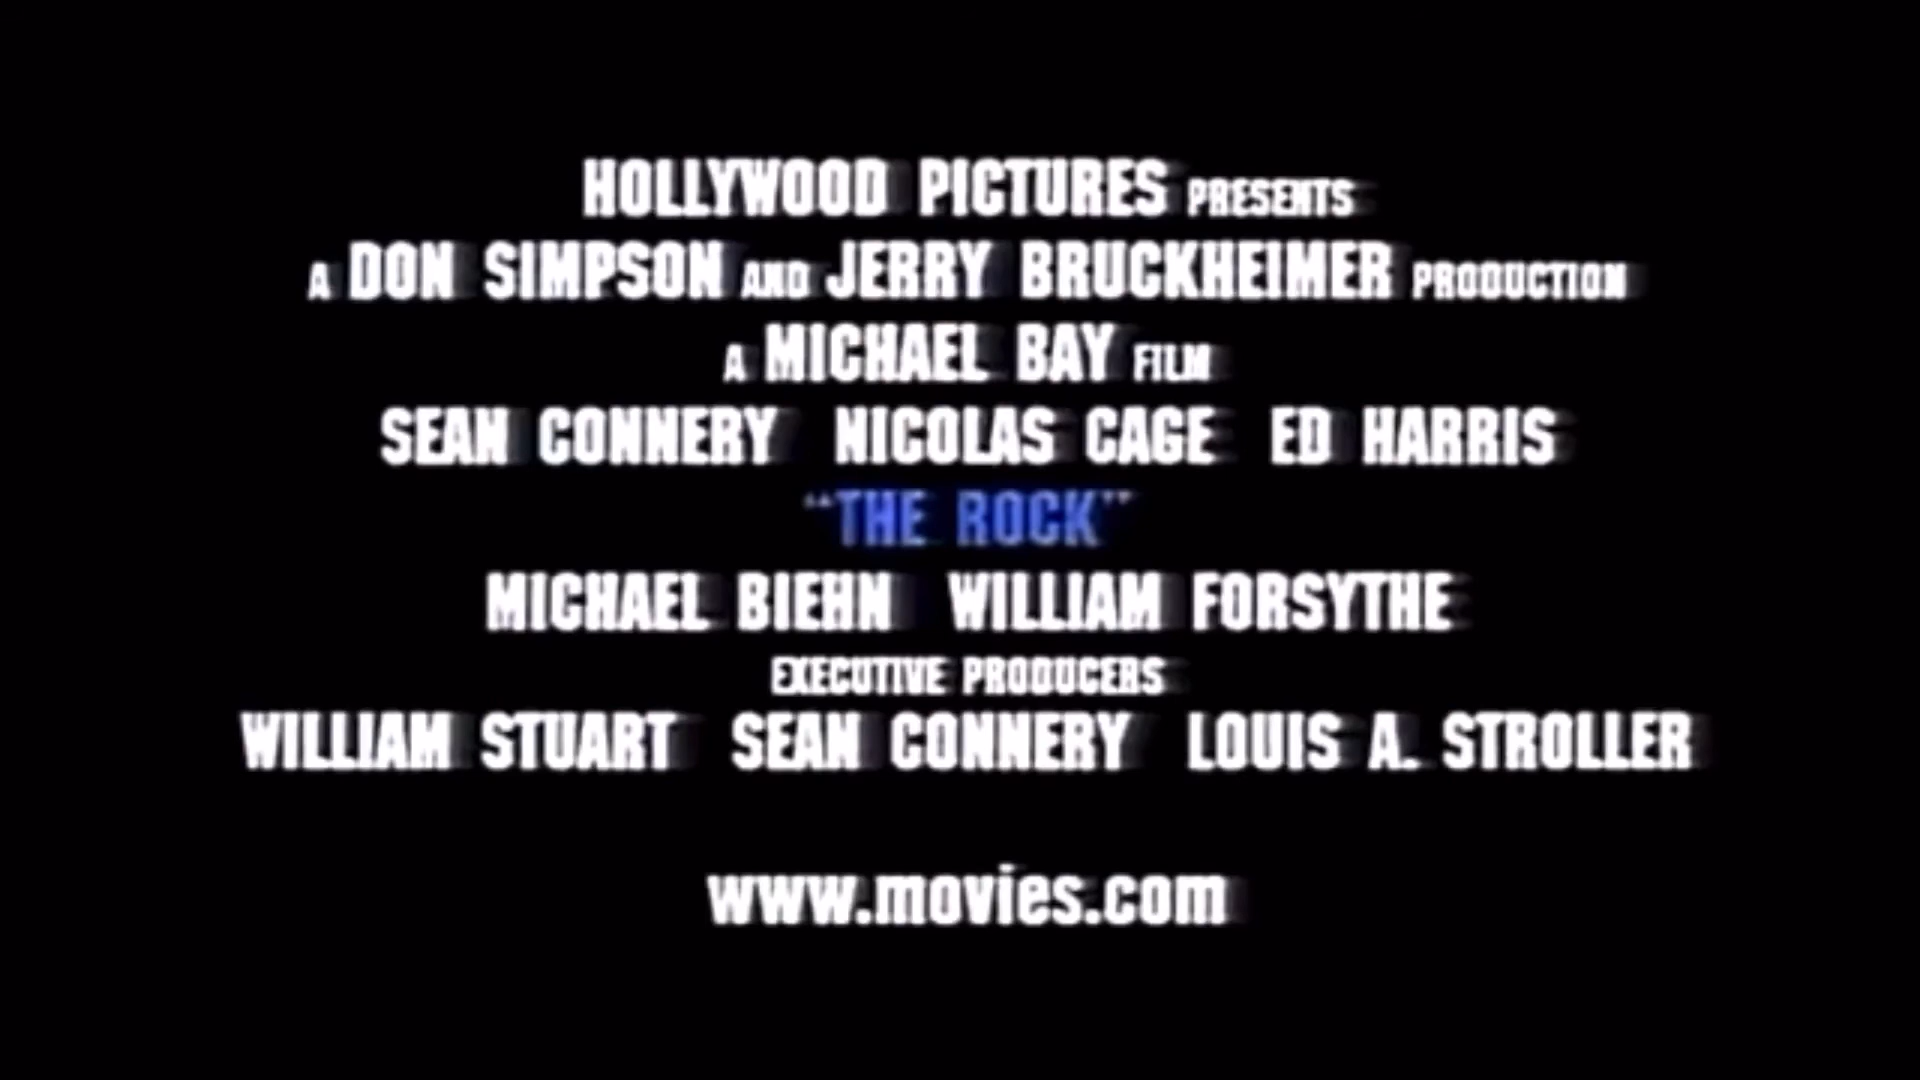 HOLLYWOOD PICTURES PRESENTS
A DON SIMPSON AND JERRY BRUCKHEIMER PRODUCTION
A MICHAEL BAY FILM
SEAN CONNERY NICOLAS CAGE ED HARRIS
"THE ROCK"
MICHAEL BIEHN WILLIAM FORSYTHE
EXECUTIVE PRODUCERS
WILLIAM STUART SEAN CONNERY LOUIS A. STROLLER
www.movies.com